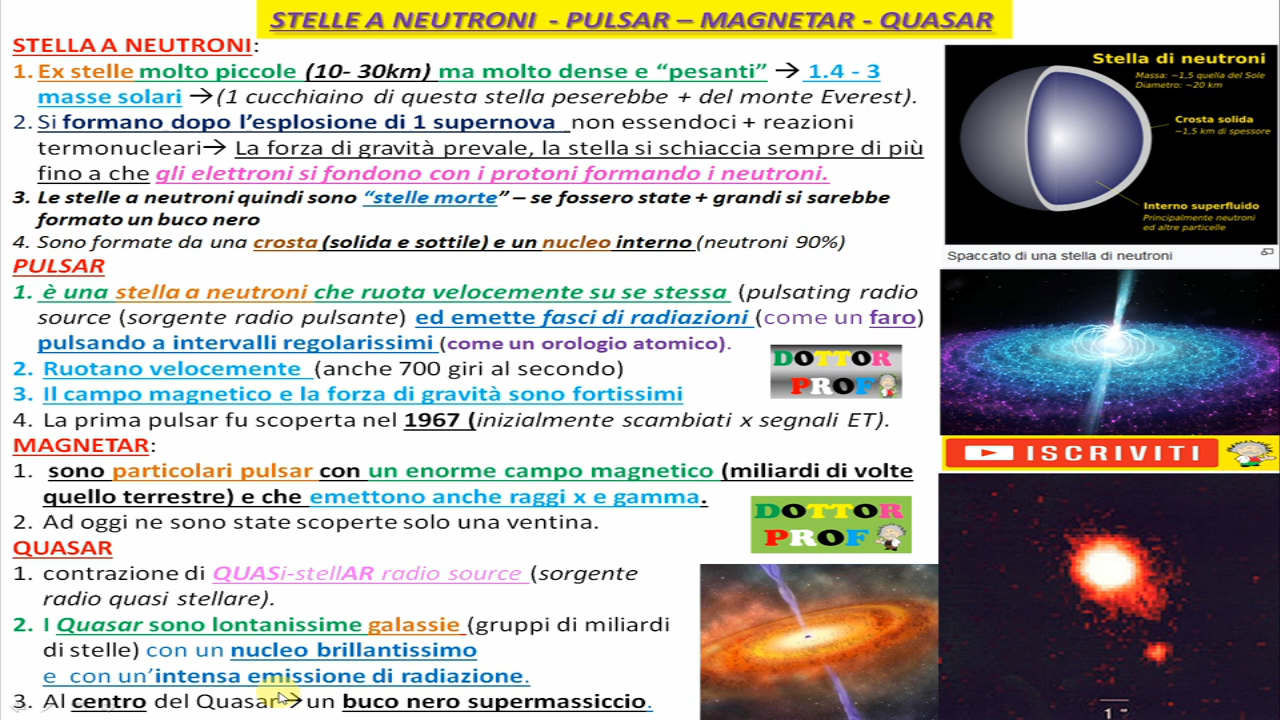 STELLE A NEUTRONI - PULSAR – MAGNETAR - QUASAR
STELLA A NEUTRONI:
1. Ex stelle molto piccole (10- 30km) ma molto dense e “pesanti” → 1.4 - 3
masse solari →(1 cucchiaino di questa stella peserebbe + del monte Everest).
2. Si formano dopo l’esplosione di 1 supernova non essendoci + reazioni
termonucleari→ La forza di gravità prevale, la stella si schiaccia sempre di più
fino a che gli elettroni si fondono con i protoni formando i neutroni.
3. Le stelle a neutroni quindi sono “stelle morte” – se fossero state + grandi si sarebbe
formato un buco nero
4. Sono formate da una crosta (solida e sottile) e un nucleo interno (neutroni 90%)
PULSAR
1. è una stella a neutroni che ruota velocemente su se stessa (pulsating radio
source (sorgente radio pulsante) ed emette fasci di radiazioni (come un faro)
pulsando a intervalli regolarissimi (come un orologio atomico).
2. Ruotano velocemente (anche 700 giri al secondo)
3. Il campo magnetico e la forza di gravità sono fortissimi
4. La prima pulsar fu scoperta nel 1967 (inizialmente scambiati x segnali ET).
MAGNETAR:
1. sono particolari pulsar con un enorme campo magnetico (miliardi di volte
quello terrestre) e che emettono anche raggi x e gamma.
2. Ad oggi ne sono state scoperte solo una ventina.
QUASAR
1. contrazione di QUASi-stellAR radio source (sorgente
radio quasi stellare).
2. I Quasar sono lontanissime galassie (gruppi di miliardi
di stelle) con un nucleo brillantissimo
e con un’intensa emissione di radiazione.
3. Al centro del Quasar→un buco nero supermassiccio.
Stella di neutroni
Massa: ~1,5 quella del Sole
Diametro: ~20 km
Crosta solida
~1,5 km di spessore
Interno superfluido
Principalmente neutroni
ed altre particelle
Spaccato di una stella di neutroni
DOTTOR
PROF
ISCRIVITI
DOTTOR
PROF
1"